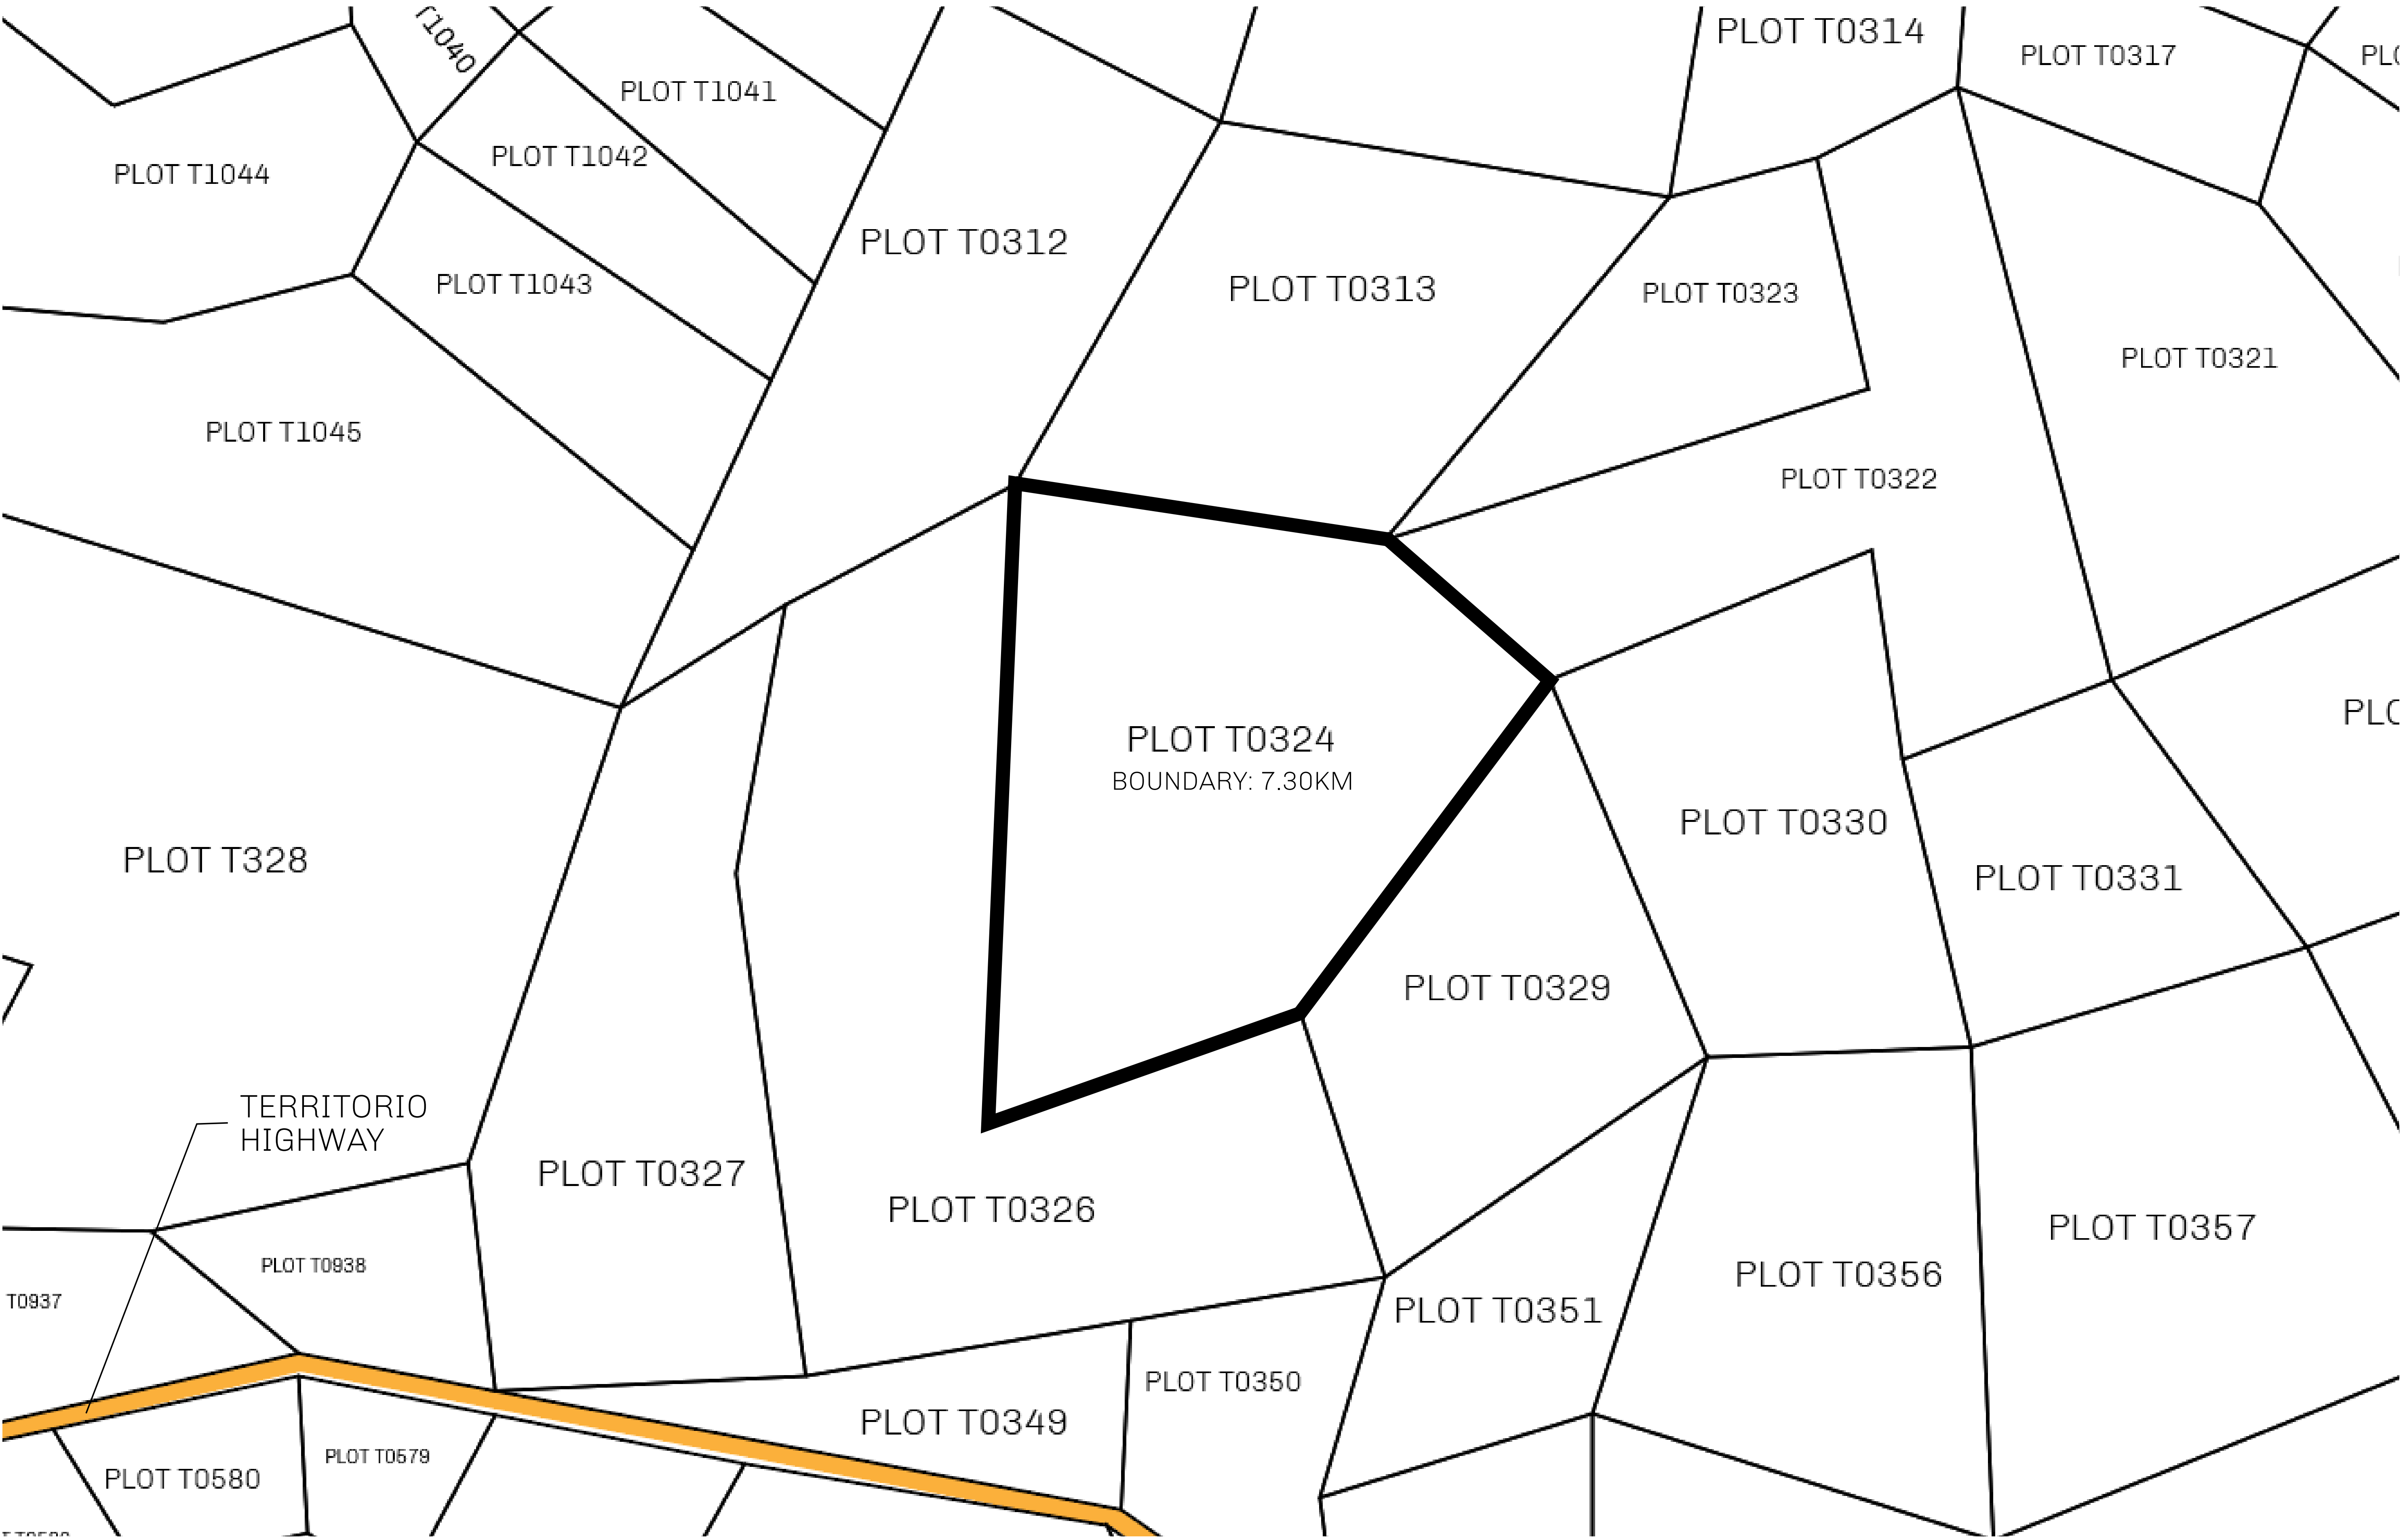 PLOT T0314
PLOT T0317
T1040
PLOT T1041
PLOT T1042
PLOT T1044
PLOT T0312
PLOT T1043
PLOT T0313
PLOT T0323
PLOT T0321
PLOT T1045
PLOT T0322
PLOT T0324
BOUNDARY: 7.30KM
PLOT T0330
PLOT T328
PLOT T0331
PLOT T0329
TERRITORIO
HIGHWAY
PLOT T0327
PLOT T0326
PLOT T0357
PLOT T0938
PLOT T0356
T0937
PLOT T0351
PLOT T0350
PLOT T0349
PLOT T0579
PLOT T0580